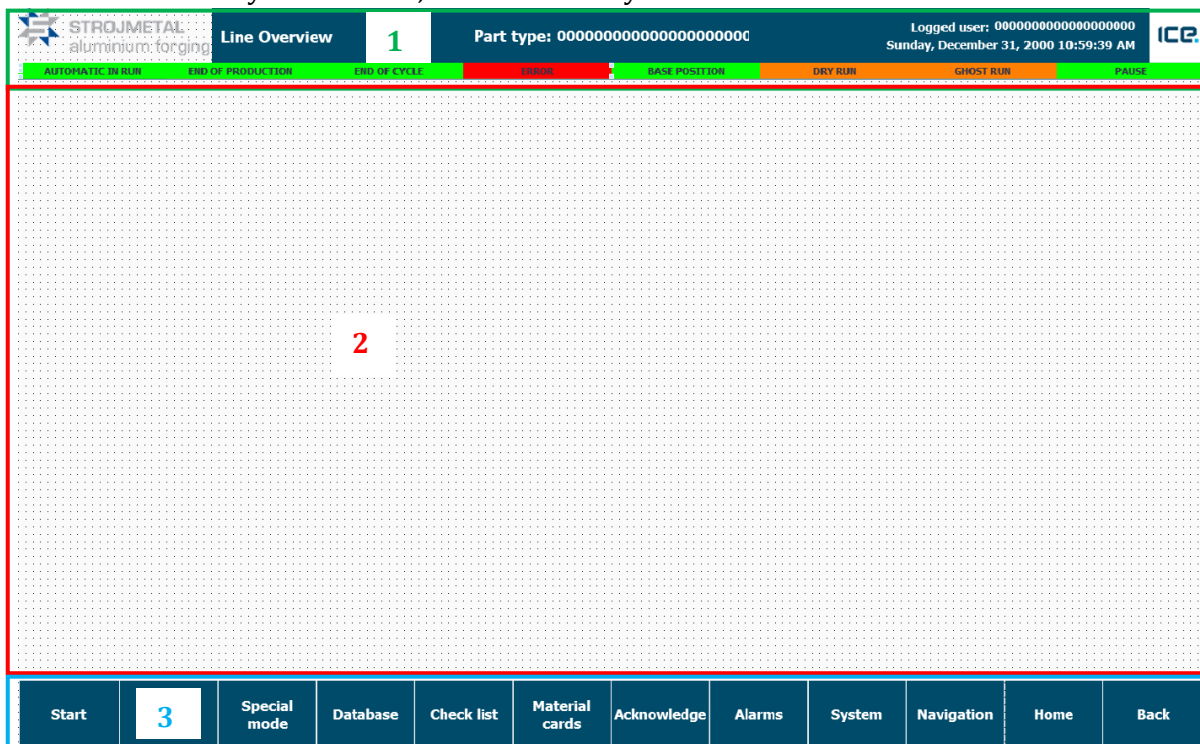 STROJMETAL
aluminium forging
Line Overview
1
Part type: 0000000000000000000000
Logged user: 0000000000000000000
Sunday, December 31, 2000 10:59:39 AM
ICE.
AUTOMATIC IN RUN
END OF PRODUCTION
END OF CYCLE
ERROR
BASE POSITION
DRY RUN
GHOST RUN
PAUSE
2
Start
3
Special
mode
Database
Check list
Material
cards
Acknowledge
Alarms
System
Navigation
Home
Back